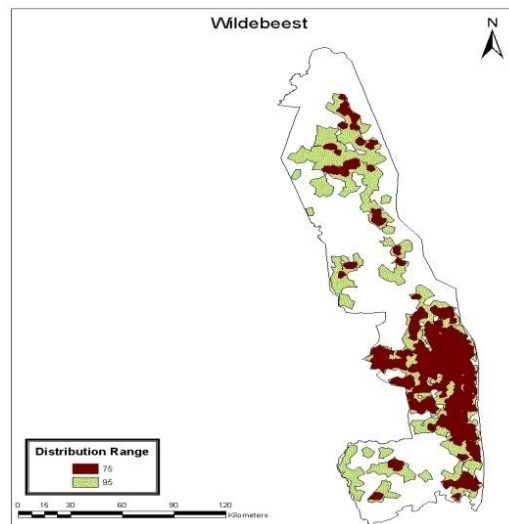 Wildebeest
N
Distribution Range
75
95
0 15 30 60 90 120
Kilometers